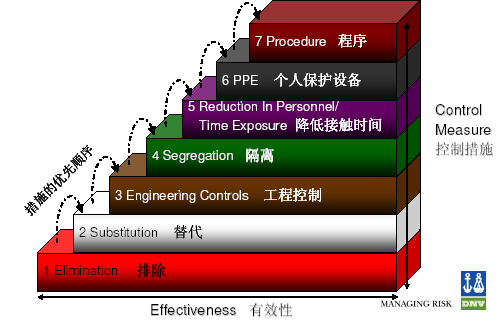 7 Procedure 程序
6 PPE 个人保护设备
5 Reduction In Personnel/
Time Exposure 降低接触时间
4 Segregation 隔离
3 Engineering Controls 工程控制
2 Substitution 替代
1 Elimination 排除
措施的优先顺序
Control
Measure
控制措施
Effectiveness 有效性
MANAGING RISK
DNV